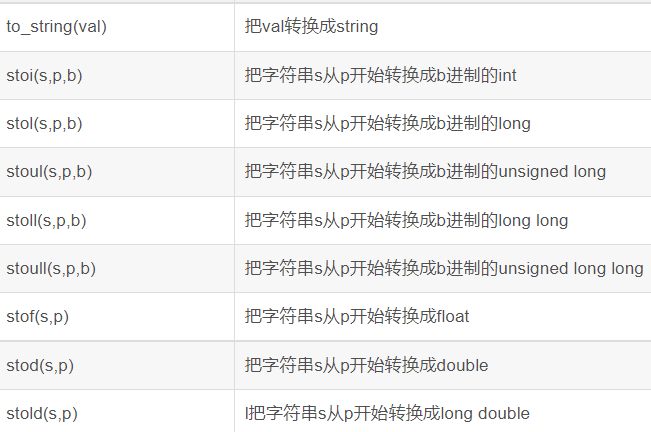 to_string(val) 把val转换成string
stoi(s,p,b) 把字符串s从p开始转换成b进制的int
stol(s,p,b) 把字符串s从p开始转换成b进制的long
stoul(s,p,b) 把字符串s从p开始转换成b进制的unsigned long
stoll(s,p,b) 把字符串s从p开始转换成b进制的long long
stoull(s,p,b) 把字符串s从p开始转换成b进制的unsigned long long
stof(s,p) 把字符串s从p开始转换成float
stod(s,p) 把字符串s从p开始转换成double
stold(s,p) l把字符串s从p开始转换成long double